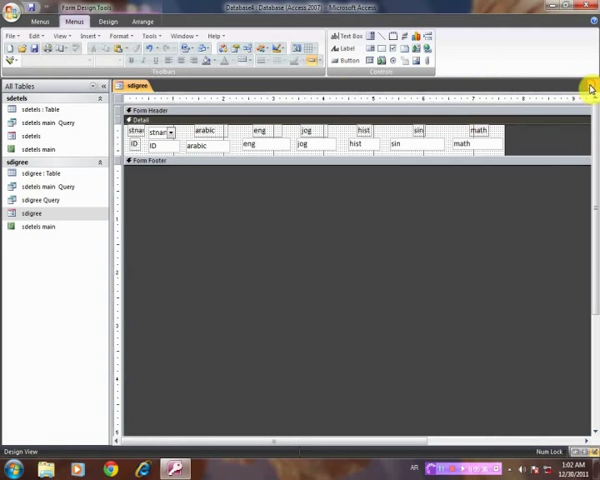 Form Design Tools
Database4 : Database (Access 2007) - Microsoft Access
Menus Menus Design Arrange
File Edit View Insert Format Tools Window Help
Text Box
Label
Button
Toolbars Controls
All Tables
sdigree
sdetels
sdetels : Table
sdetels main Query
sdetels
sdetels main
sdigree
sdigree : Table
sdetels main Query
sdigree Query
sdigree
sdetels main
Form Header
Detail
stnar stnar arabic eng jog hist sin math
ID ID arabic eng jog hist sin math
Form Footer
Design View
Num Lock
AR
1:02 AM
12/30/2011